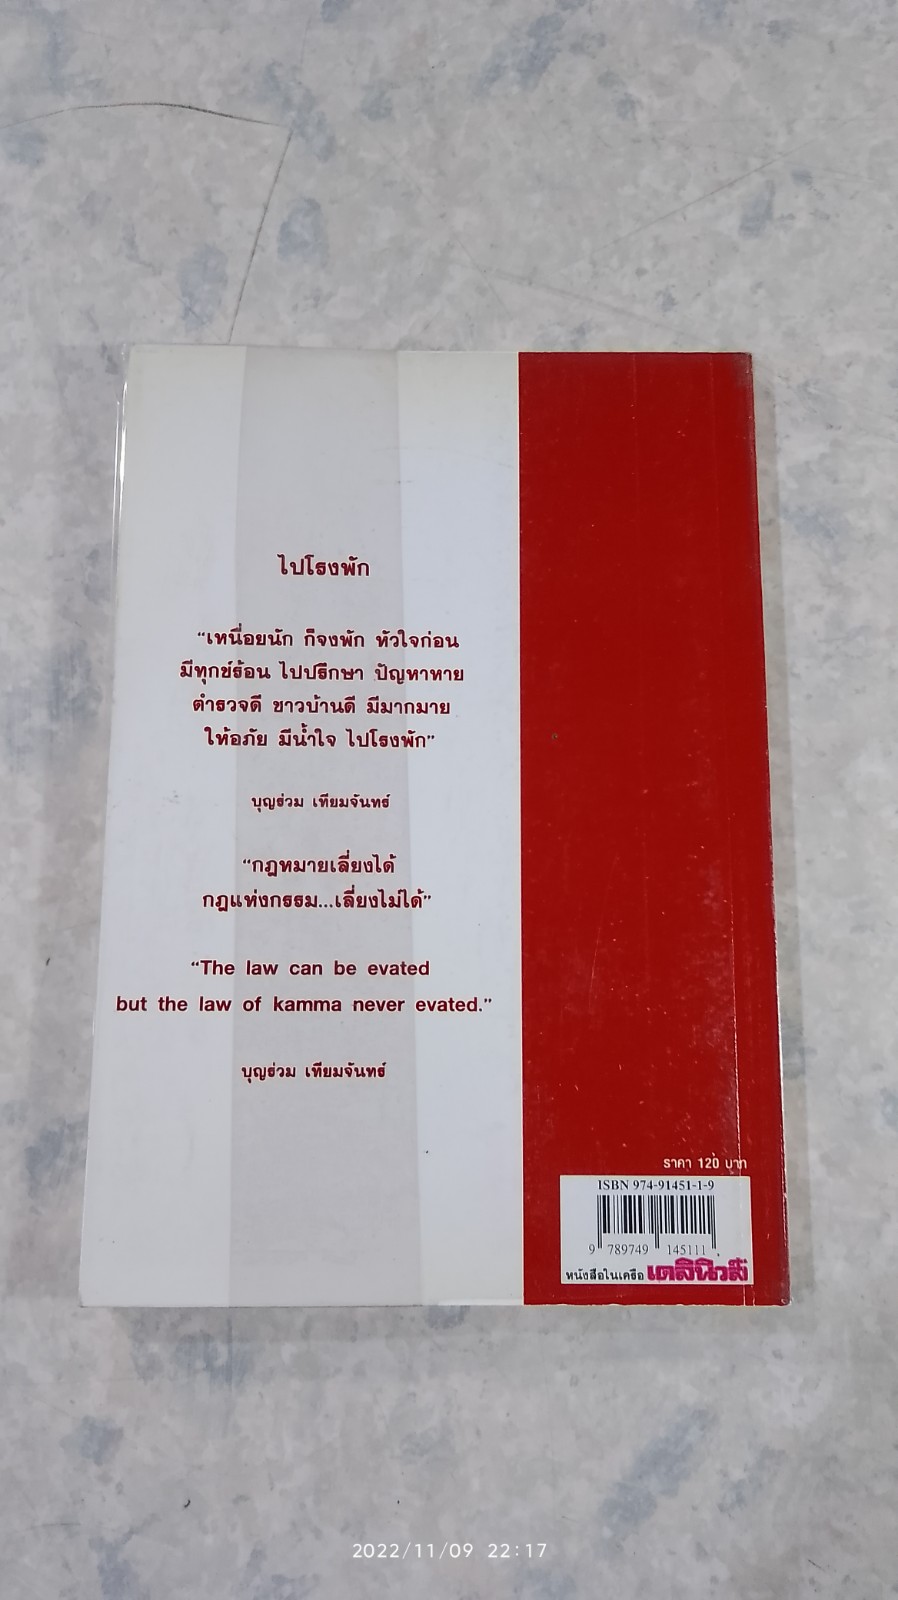 ไปโรงพัก
“เหนื่อยนัก ก็จงพัก หัวใจก่อน
มีทุกข์ร้อน ไปปรึกษา ปัญหาหาย
ตำรวจดี ชาวบ้านดี มีมากมาย
ให้อภัย มีน้ำใจ ไปโรงพัก”
บุญร่วม เทียมจันทร์
“กฎหมายเลี่ยงได้
กฎแห่งกรรม...เลี่ยงไม่ได้”
“The law can be evated
but the law of kamma never evated.”
บุญร่วม เทียมจันทร์
ราคา 120 บาท
ISBN 974-91451-1-9
9 789749 145111
หนังสือในเครือ เดลินิวส์
2022/11/09 22:17